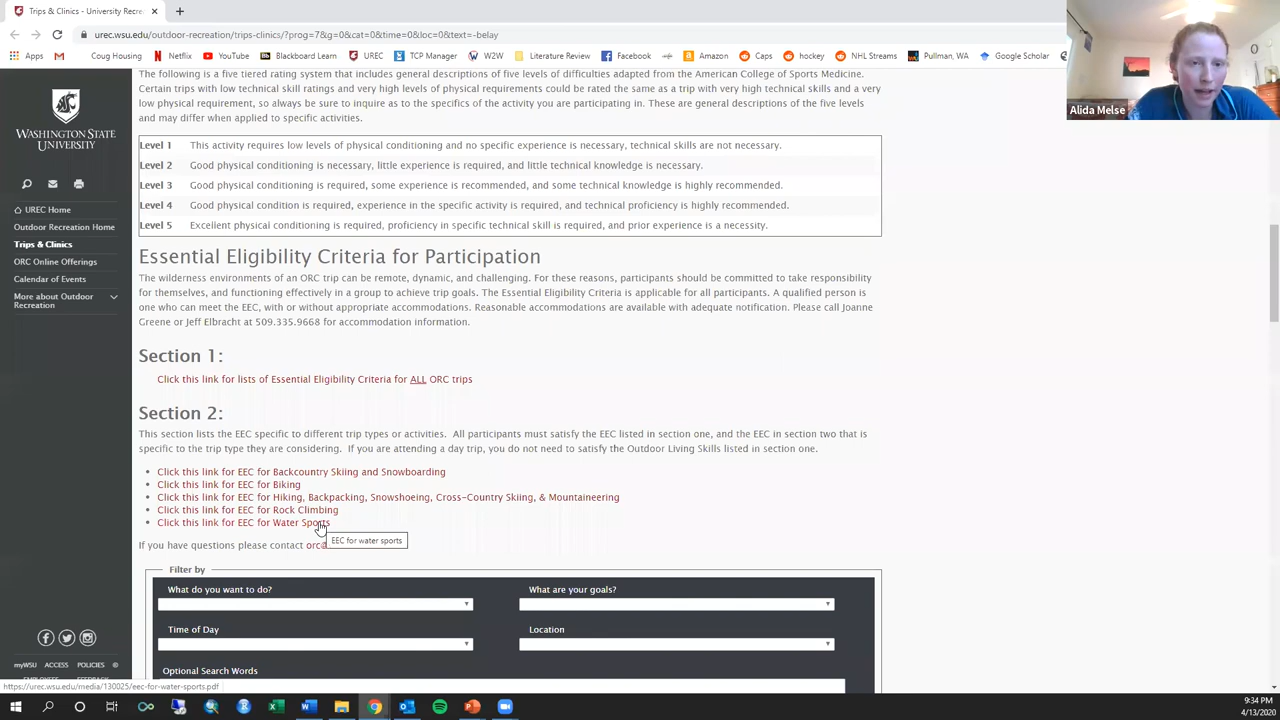 Trips & Clinics - University Recre
urec.wsu.edu/outdoor-recreation/trips-clinics/?prog=7&g=0&cat=0&time=0&loc=0&text=-belay
Apps Coug Housing Netflix YouTube Blackboard Learn UREC TCP Manager W2W Literature Review Facebook Amazon Caps hockey NHL Streams Pullman, WA Google Scholar
Alida Melse
WASHINGTON STATE
UNIVERSITY
UREC Home
Outdoor Recreation Home
Trips & Clinics
ORC Online Offerings
Calendar of Events
More about Outdoor
Recreation
myWSU ACCESS POLICIES ©
The following is a five tiered rating system that includes general descriptions of five levels of difficulties adapted from the American College of Sports Medicine.
Certain trips with low technical skill ratings and very high levels of physical requirements could be rated the same as a trip with very high technical skills and a very
low physical requirement, so always be sure to inquire as to the specifics of the activity you are participating in. These are general descriptions of the five levels
and may differ when applied to specific activities.
Level 1 This activity requires low levels of physical conditioning and no specific experience is necessary, technical skills are not necessary.
Level 2 Good physical conditioning is necessary, little experience is required, and little technical knowledge is necessary.
Level 3 Good physical conditioning is required, some experience is recommended, and some technical knowledge is highly recommended.
Level 4 Good physical condition is required, experience in the specific activity is required, and technical proficiency is highly recommended.
Level 5 Excellent physical conditioning is required, proficiency in specific technical skill is required, and prior experience is a necessity.
Essential Eligibility Criteria for Participation
The wilderness environments of an ORC trip can be remote, dynamic, and challenging. For these reasons, participants should be committed to take responsibility
for themselves, and functioning effectively in a group to achieve trip goals. The Essential Eligibility Criteria is applicable for all participants. A qualified person is
one who can meet the EEC, with or without appropriate accommodations. Reasonable accommodations are available with adequate notification. Please call Joanne
Greene or Jeff Elbracht at 509.335.9668 for accommodation information.
Section 1:
Click this link for lists of Essential Eligibility Criteria for ALL ORC trips
Section 2:
This section lists the EEC specific to different trip types or activities. All participants must satisfy the EEC listed in section one, and the EEC in section two that is
specific to the trip type they are considering. If you are attending a day trip, you do not need to satisfy the Outdoor Living Skills listed in section one.
• Click this link for EEC for Backcountry Skiing and Snowboarding
• Click this link for EEC for Biking
• Click this link for EEC for Hiking, Backpacking, Snowshoeing, Cross-Country Skiing, & Mountaineering
• Click this link for EEC for Rock Climbing
• Click this link for EEC for Water Sports
EEC for water sports
If you have questions please contact orc@
Filter by
What do you want to do? What are your goals?
Time of Day Location
Optional Search Words
https://urec.wsu.edu/media/130025/eec-for-water-sports.pdf
9:34 PM
4/13/2020